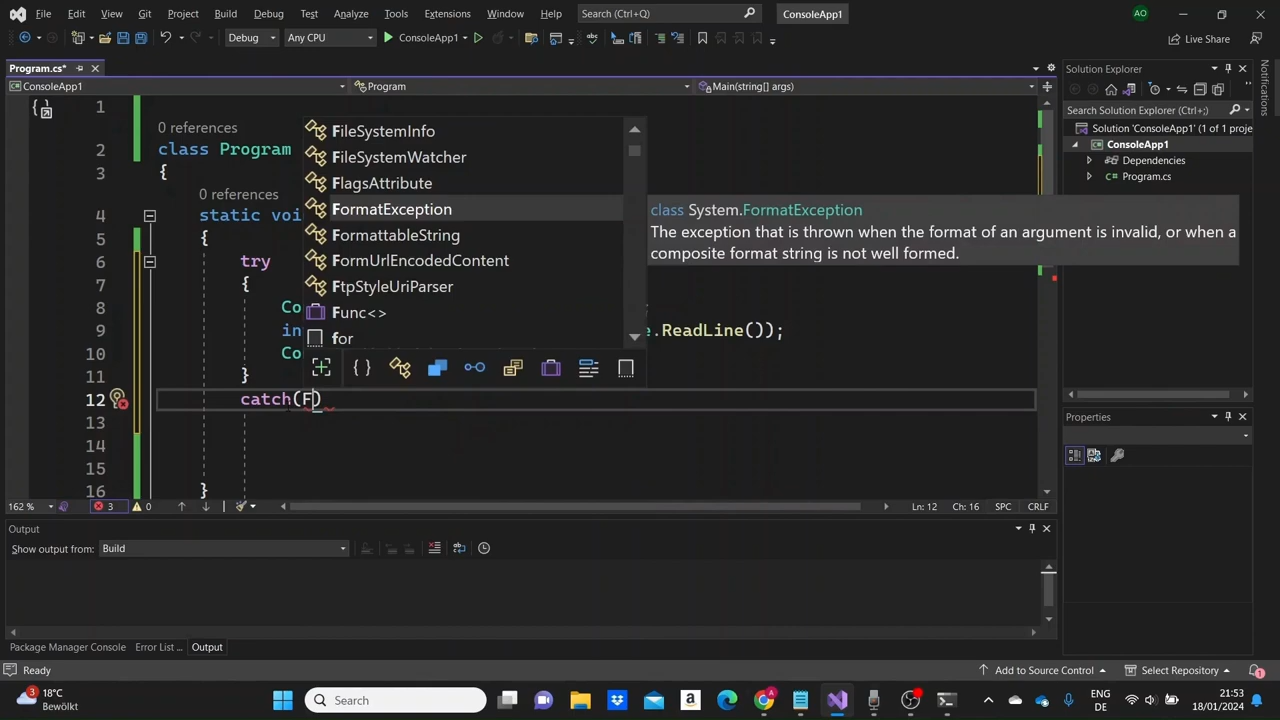 File Edit View Git Project Build Debug Test Analyze Tools Extensions Window Help Search (Ctrl+Q) ConsoleApp1 AO
Debug Any CPU ConsoleApp1 Live Share
Program.cs*
ConsoleApp1 Program Main(string[] args)
Solution Explorer
Search Solution Explorer (Ctrl+;)
Solution 'ConsoleApp1' (1 of 1 proje
ConsoleApp1
Dependencies
Program.cs
Notifications
1
0 references
2 class Program
3 {
0 references
4 static voi
5 {
6 try
7 {
8 Co ;
9 in e.ReadLine());
10 Co
11 }
12 catch(F)
13
14
15
16 }
FileSystemInfo
FileSystemWatcher
FlagsAttribute
FormatException
FormattableString
FormUrlEncodedContent
FtpStyleUriParser
Func<>
for
class System.FormatException
The exception that is thrown when the format of an argument is invalid, or when a
composite format string is not well formed.
Properties
162 % 3 0 Ln: 12 Ch: 16 SPC CRLF
Output
Show output from: Build
Package Manager Console Error List ... Output
Ready Add to Source Control Select Repository 1
3 18°C
Bewölkt
Search
ENG
DE
21:53
18/01/2024